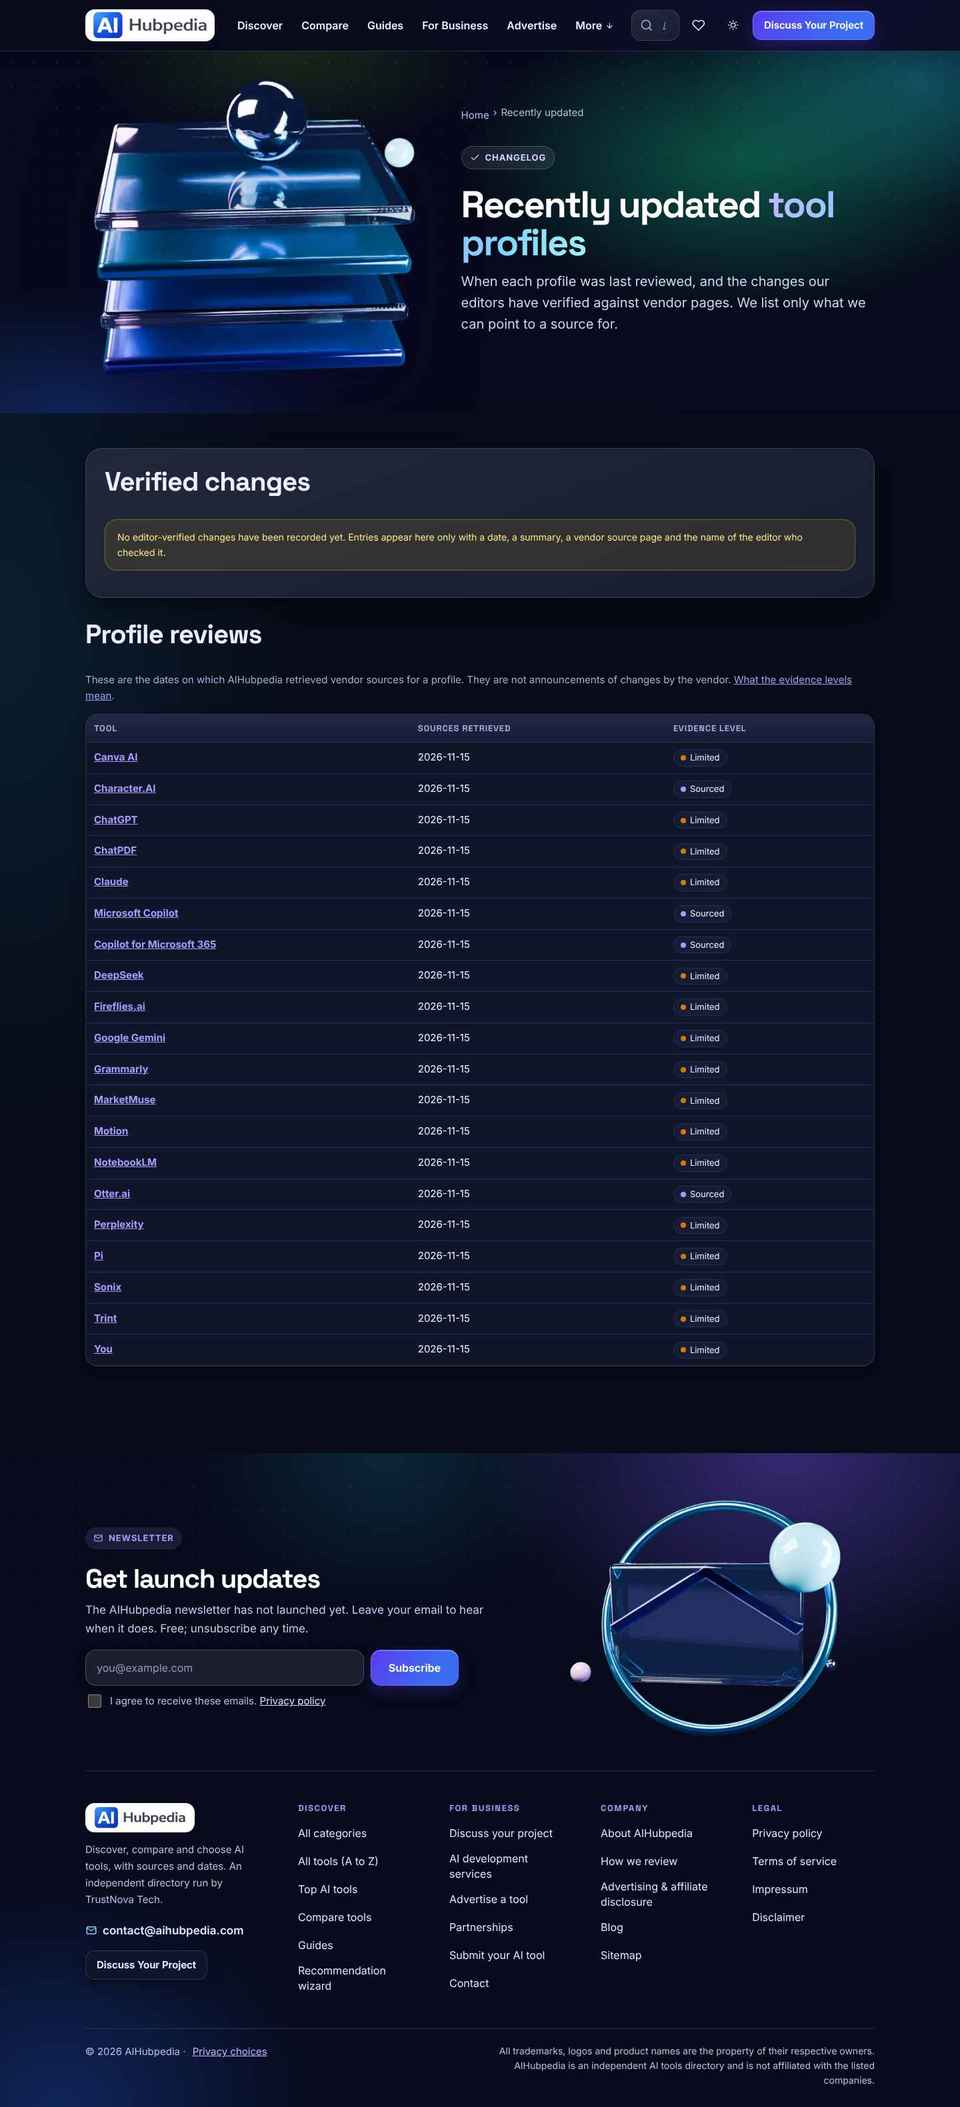 AI Hubpedia
Discover
Compare
Guides
For Business
Advertise
More ↓
/
Discuss Your Project
Home › Recently updated
CHANGELOG
Recently updated tool
profiles
When each profile was last reviewed, and the changes our
editors have verified against vendor pages. We list only what we
can point to a source for.
Verified changes
No editor-verified changes have been recorded yet. Entries appear here only with a date, a summary, a vendor source page and the name of the editor who
checked it.
Profile reviews
These are the dates on which AIHubpedia retrieved vendor sources for a profile. They are not announcements of changes by the vendor. What the evidence levels
mean.
TOOL SOURCES RETRIEVED EVIDENCE LEVEL
Canva AI 2026-11-15 Limited
Character.AI 2026-11-15 Sourced
ChatGPT 2026-11-15 Limited
ChatPDF 2026-11-15 Limited
Claude 2026-11-15 Limited
Microsoft Copilot 2026-11-15 Sourced
Copilot for Microsoft 365 2026-11-15 Sourced
DeepSeek 2026-11-15 Limited
Fireflies.ai 2026-11-15 Limited
Google Gemini 2026-11-15 Limited
Grammarly 2026-11-15 Limited
MarketMuse 2026-11-15 Limited
Motion 2026-11-15 Limited
NotebookLM 2026-11-15 Limited
Otter.ai 2026-11-15 Sourced
Perplexity 2026-11-15 Limited
Pi 2026-11-15 Limited
Sonix 2026-11-15 Limited
Trint 2026-11-15 Limited
You 2026-11-15 Limited
NEWSLETTER
Get launch updates
The AIHubpedia newsletter has not launched yet. Leave your email to hear
when it does. Free; unsubscribe any time.
you@example.com
Subscribe
I agree to receive these emails. Privacy policy
AI Hubpedia
Discover, compare and choose AI
tools, with sources and dates. An
independent directory run by
TrustNova Tech.
contact@aihubpedia.com
Discuss Your Project
DISCOVER
All categories
All tools (A to Z)
Top AI tools
Compare tools
Guides
Recommendation
wizard
FOR BUSINESS
Discuss your project
AI development
services
Advertise a tool
Partnerships
Submit your AI tool
Contact
COMPANY
About AIHubpedia
How we review
Advertising & affiliate
disclosure
Blog
Sitemap
LEGAL
Privacy policy
Terms of service
Impressum
Disclaimer
© 2026 AIHubpedia · Privacy choices
All trademarks, logos and product names are the property of their respective owners.
AIHubpedia is an independent AI tools directory and is not affiliated with the listed
companies.